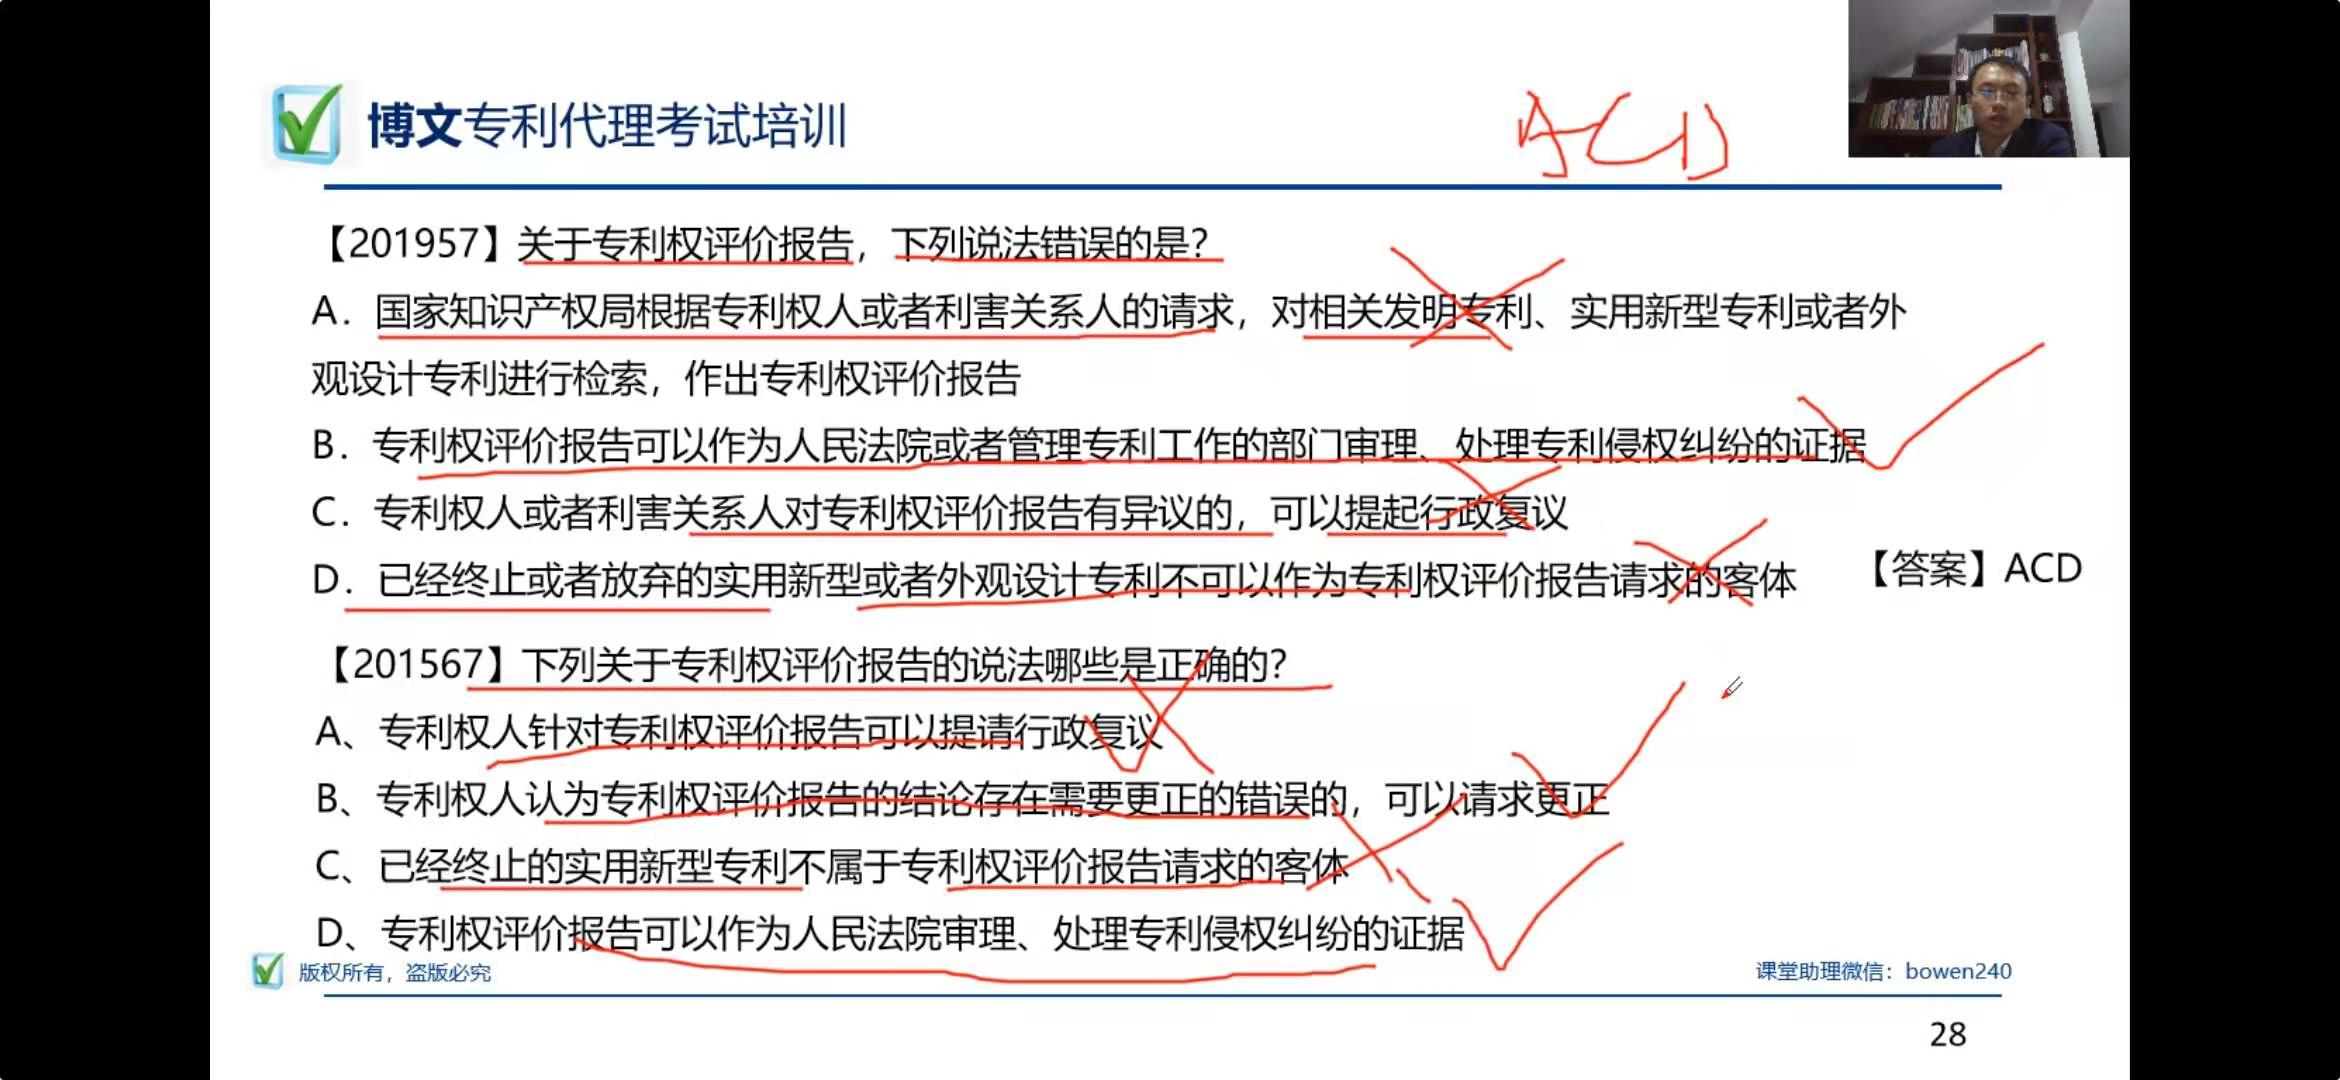 博文专利代理考试培训
ACD
【201957】关于专利权评价报告，下列说法错误的是？
A．国家知识产权局根据专利权人或者利害关系人的请求，对相关发明专利、实用新型专利或者外
观设计专利进行检索，作出专利权评价报告
B．专利权评价报告可以作为人民法院或者管理专利工作的部门审理、处理专利侵权纠纷的证据
C．专利权人或者利害关系人对专利权评价报告有异议的，可以提起行政复议
D．已经终止或者放弃的实用新型或者外观设计专利不可以作为专利权评价报告请求的客体
【答案】ACD
【201567】下列关于专利权评价报告的说法哪些是正确的？
A、专利权人针对专利权评价报告可以提请行政复议
B、专利权人认为专利权评价报告的结论存在需要更正的错误的，可以请求更正
C、已经终止的实用新型专利不属于专利权评价报告请求的客体
D、专利权评价报告可以作为人民法院审理、处理专利侵权纠纷的证据
版权所有，盗版必究
课堂助理微信：bowen240
28